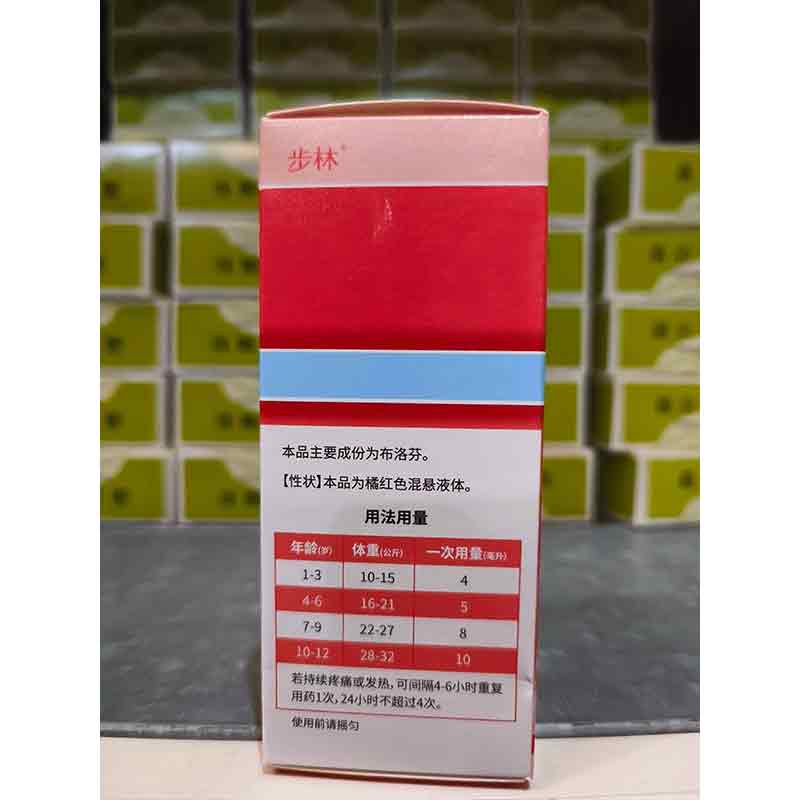 步林®
本品主要成份为布洛芬。
【性状】本品为橘红色混悬液体。
用法用量
年龄(岁) 体重(公斤) 一次用量(毫升)
1-3 10-15 4
4-6 16-21 5
7-9 22-27 8
10-12 28-32 10
若持续疼痛或发热,可间隔4-6小时重复
用药1次,24小时不超过4次。
使用前请摇匀